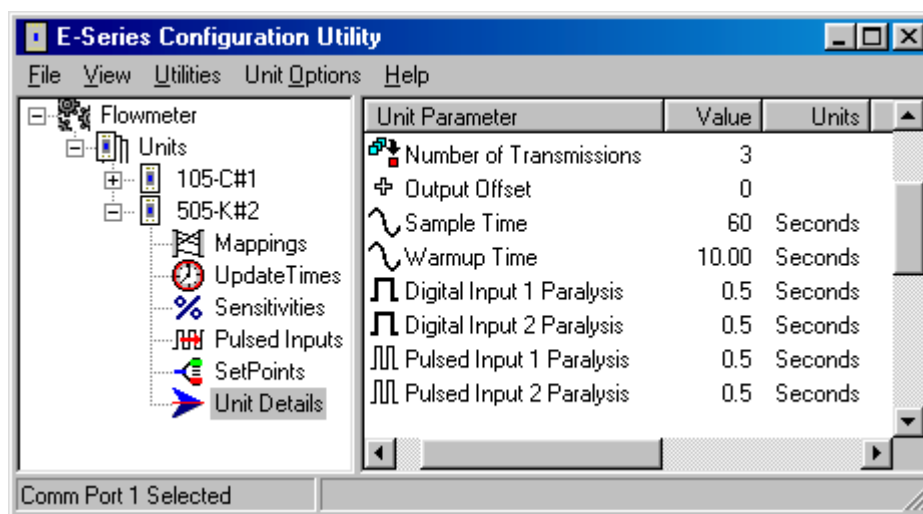 E-Series Configuration Utility
File View Utilities Unit Options Help
Flowmeter
Units
105-C#1
505-K#2
Mappings
UpdateTimes
Sensitivities
Pulsed Inputs
SetPoints
Unit Details
Unit Parameter Value Units
Number of Transmissions 3
Output Offset 0
Sample Time 60 Seconds
Warmup Time 10.00 Seconds
Digital Input 1 Paralysis 0.5 Seconds
Digital Input 2 Paralysis 0.5 Seconds
Pulsed Input 1 Paralysis 0.5 Seconds
Pulsed Input 2 Paralysis 0.5 Seconds
Comm Port 1 Selected